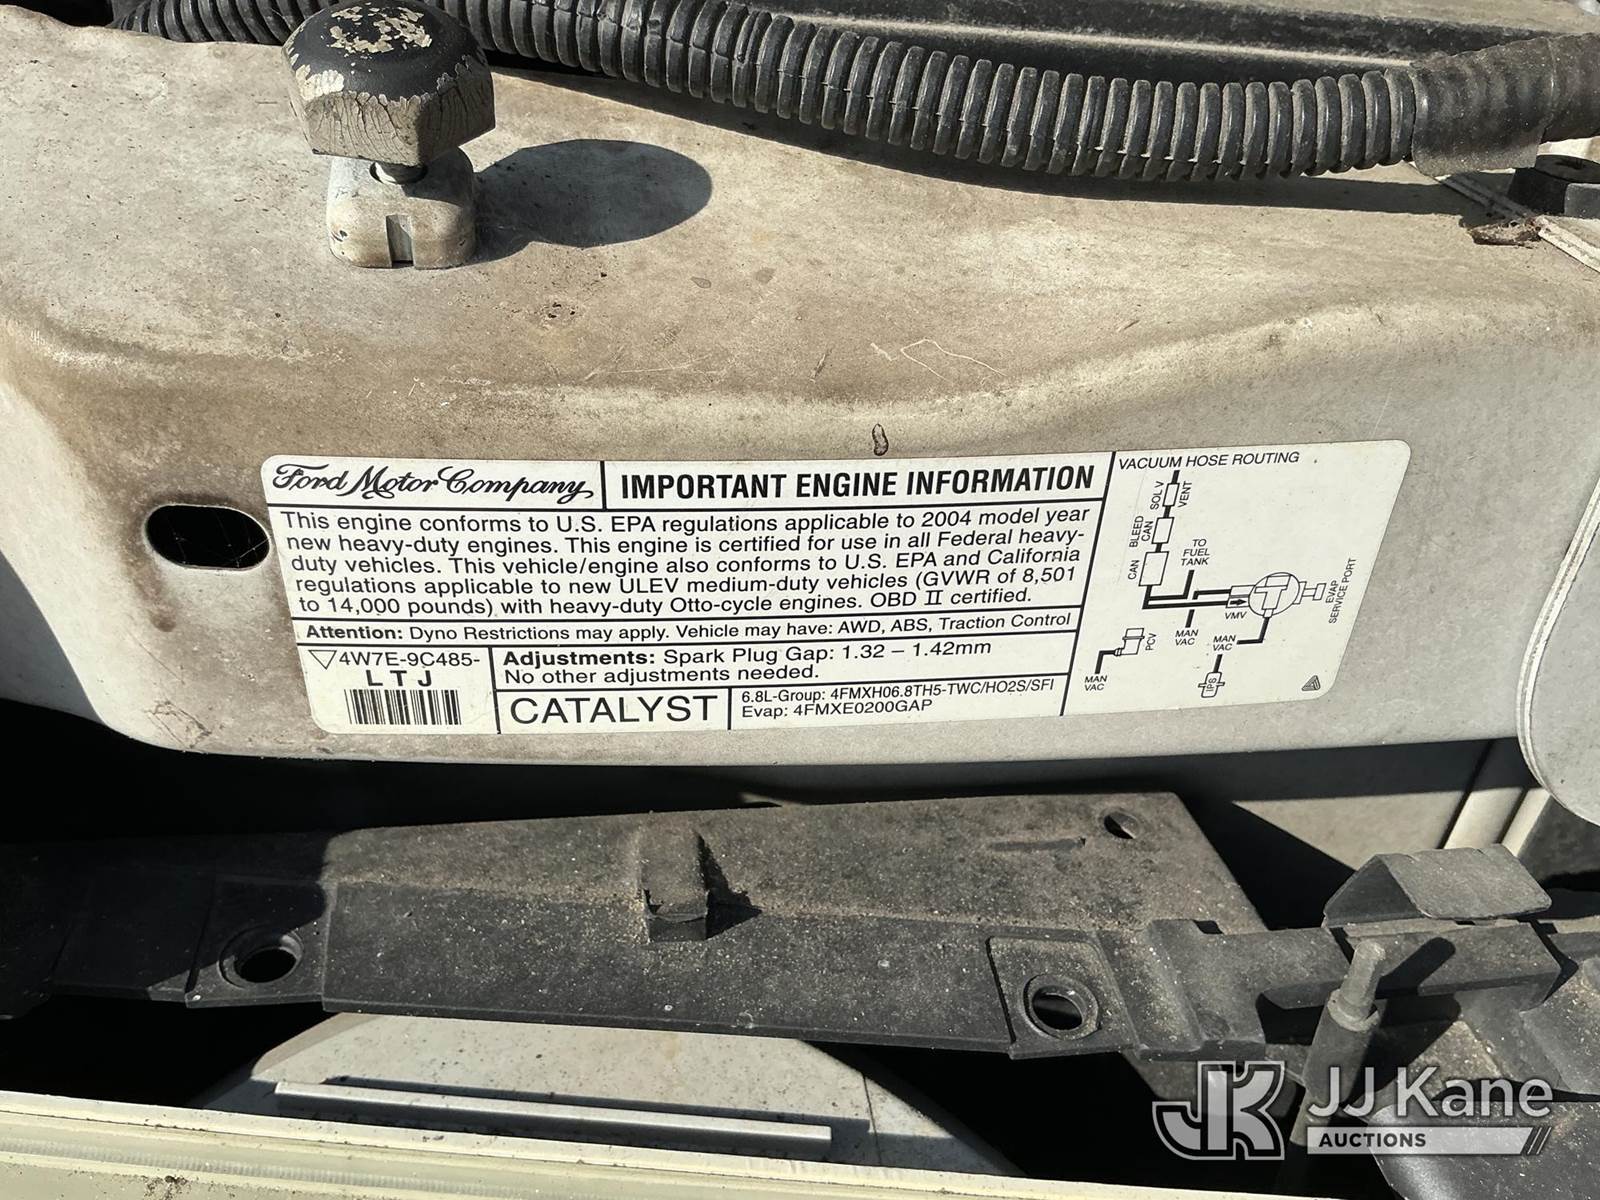 Ford Motor Company
IMPORTANT ENGINE INFORMATION
This engine conforms to U.S. EPA regulations applicable to 2004 model year
new heavy-duty engines. This engine is certified for use in all Federal heavy-
duty vehicles. This vehicle/engine also conforms to U.S. EPA and California
regulations applicable to new ULEV medium-duty vehicles (GVWR of 8,501
to 14,000 pounds) with heavy-duty Otto-cycle engines. OBD II certified.
Attention: Dyno Restrictions may apply. Vehicle may have: AWD, ABS, Traction Control
4W7E-9C485-
LTJ
Adjustments: Spark Plug Gap: 1.32 – 1.42mm
No other adjustments needed.
CATALYST
6.8L-Group: 4FMXH06.8TH5-TWC/HO2S/SFI
Evap: 4FMXE0200GAP
VACUUM HOSE ROUTING
SOLV
VENT
BLEED
CAN
CAN
TO
FUEL
TANK
EVAP
SERVICE PORT
VMV
PCV
MAN
VAC
MAN
VAC
MAN
VAC
IPS
JK
JJ Kane
AUCTIONS